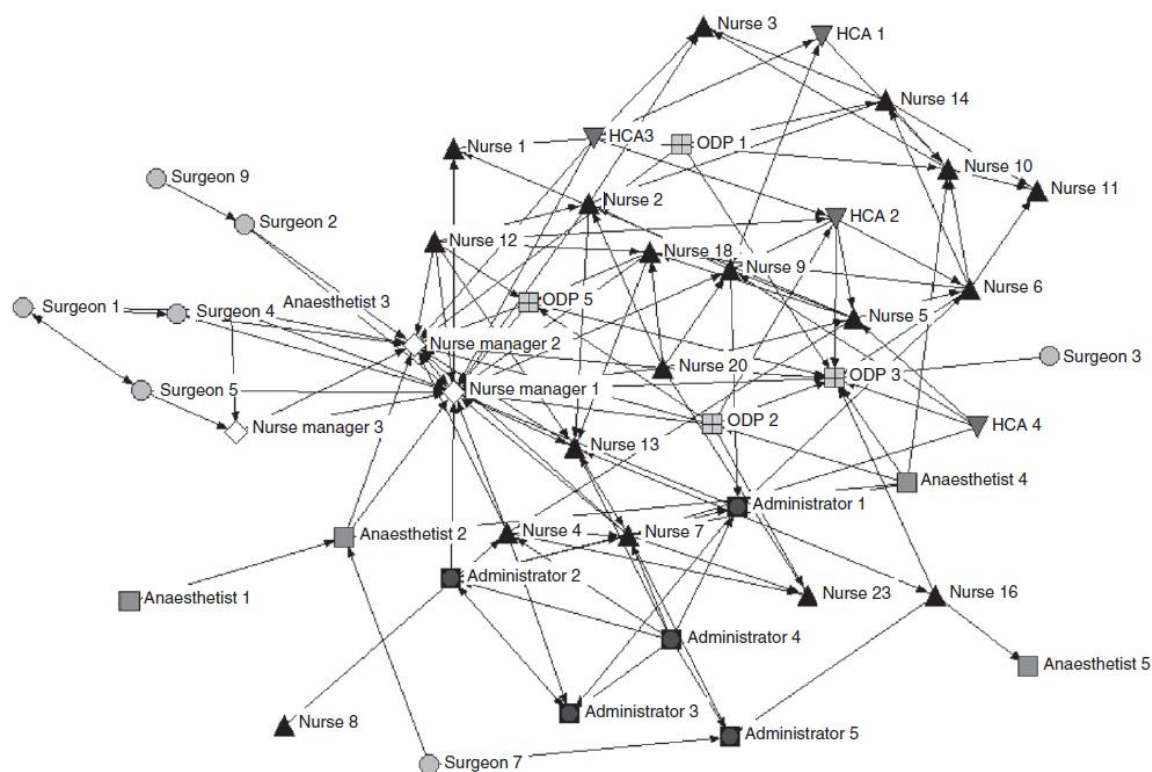 Nurse 3
HCA 1
Nurse 14
Nurse 1
HCA3
ODP 1
Nurse 10
Nurse 11
Surgeon 9
Surgeon 2
Nurse 2
HCA 2
Nurse 12
Nurse 18
Nurse 9
Nurse 6
Surgeon 1
Surgeon 4
Anaesthetist 3
ODP 5
Nurse 5
Nurse manager 2
Surgeon 3
Surgeon 5
Nurse manager 1
Nurse 20
ODP 3
Nurse manager 3
ODP 2
HCA 4
Nurse 13
Anaesthetist 4
Administrator 1
Anaesthetist 2
Nurse 4
Nurse 7
Anaesthetist 1
Administrator 2
Nurse 23
Nurse 16
Administrator 4
Anaesthetist 5
Nurse 8
Administrator 3
Administrator 5
Surgeon 7